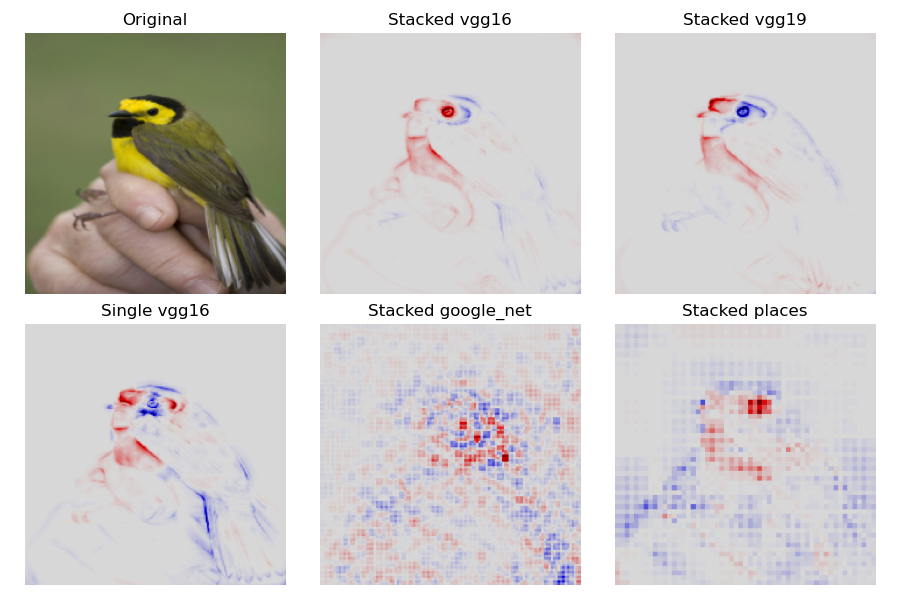 Original
Stacked vgg16
Stacked vgg19
Single vgg16
Stacked google_net
Stacked places